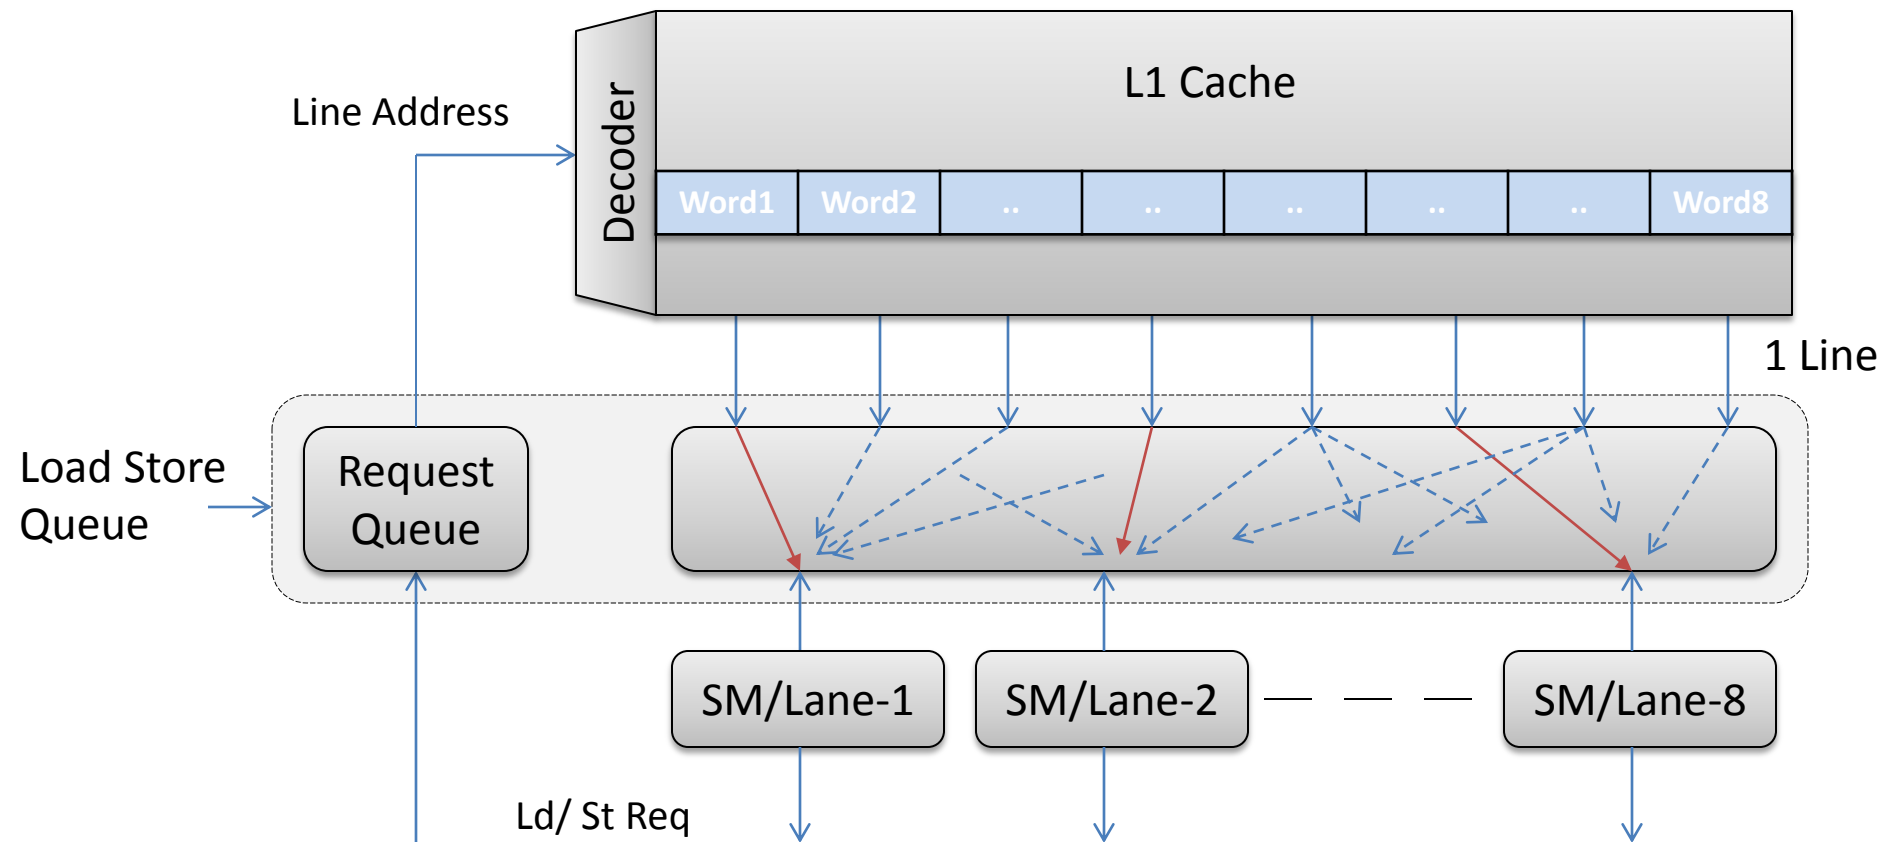 L1 Cache
Decoder
Line Address
Word1 Word2 .. .. .. .. .. Word8
1 Line
Load Store
Queue
Request
Queue
SM/Lane-1 SM/Lane-2 SM/Lane-8
Ld/ St Req